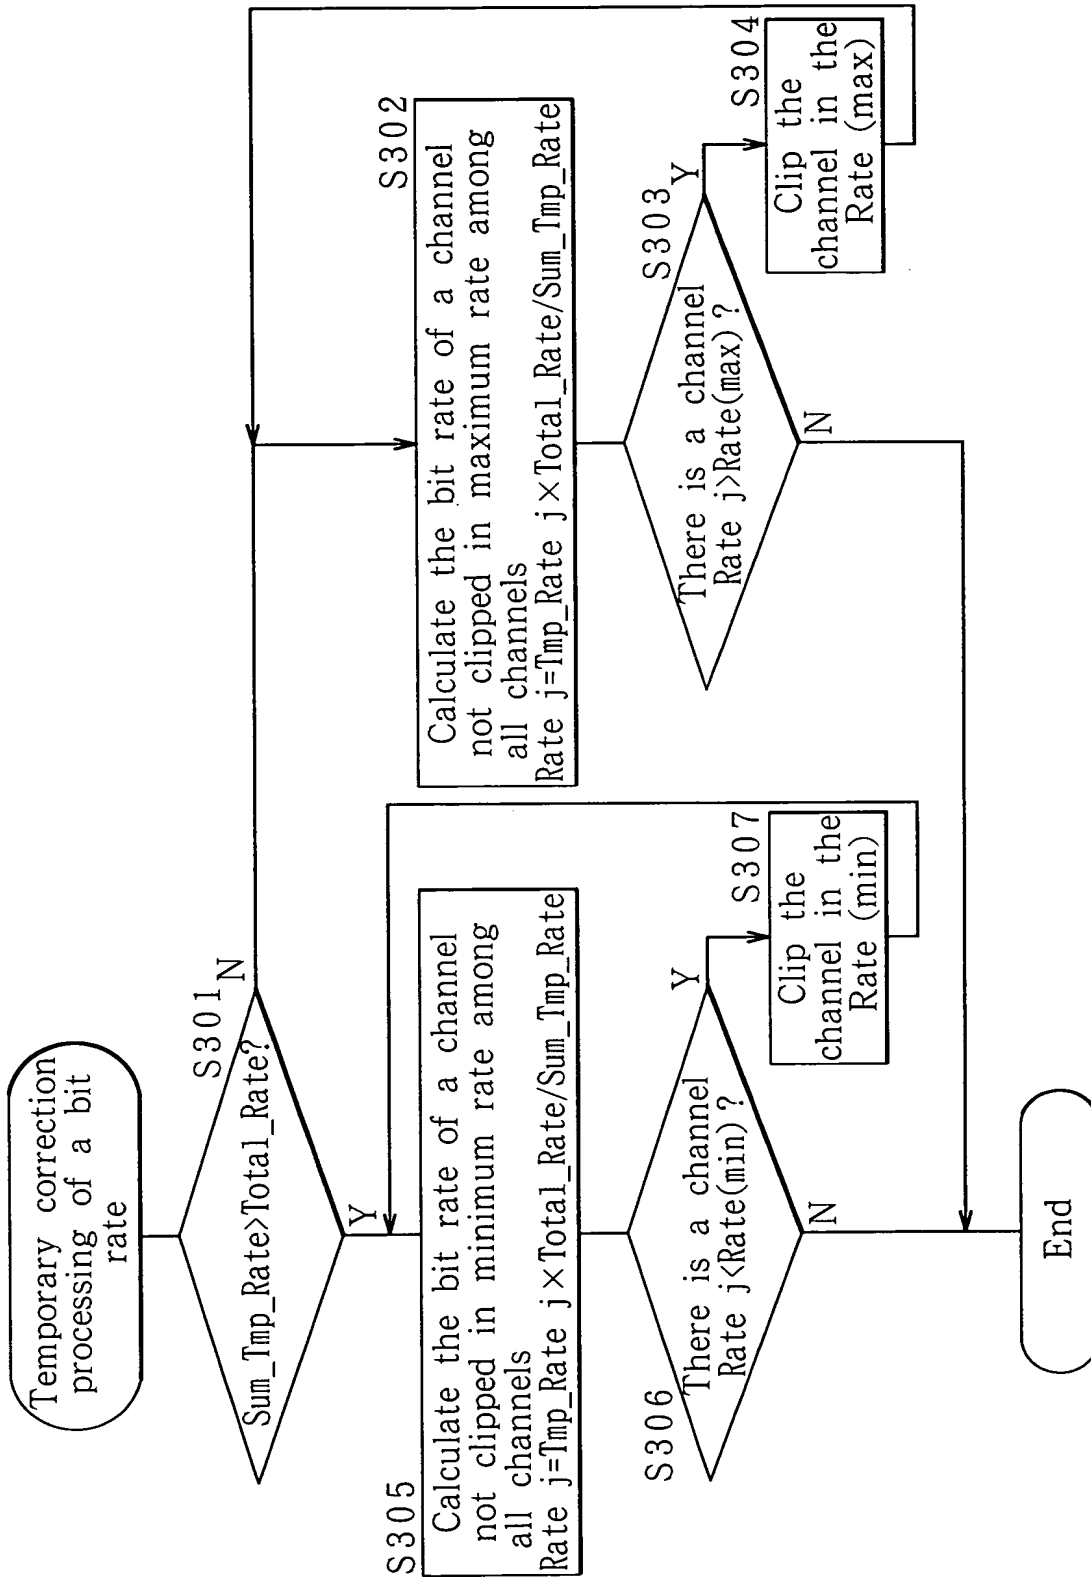 Temporary correction
processing of a bit
rate
S301
Sum_Tmp_Rate>Total_Rate?
N
Y
S305
Calculate the bit rate of a channel
not clipped in minimum rate among
all channels
Rate j=Tmp_Rate j×Total_Rate/Sum_Tmp_Rate
S306
There is a channel
Rate j<Rate(min)?
Y
N
S307
Clip the
channel in the
Rate (min)
S302
Calculate the bit rate of a channel
not clipped in maximum rate among
all channels
Rate j=Tmp_Rate j×Total_Rate/Sum_Tmp_Rate
S303
There is a channel
Rate j>Rate(max)?
Y
N
S304
Clip the
channel in the
Rate (max)
End